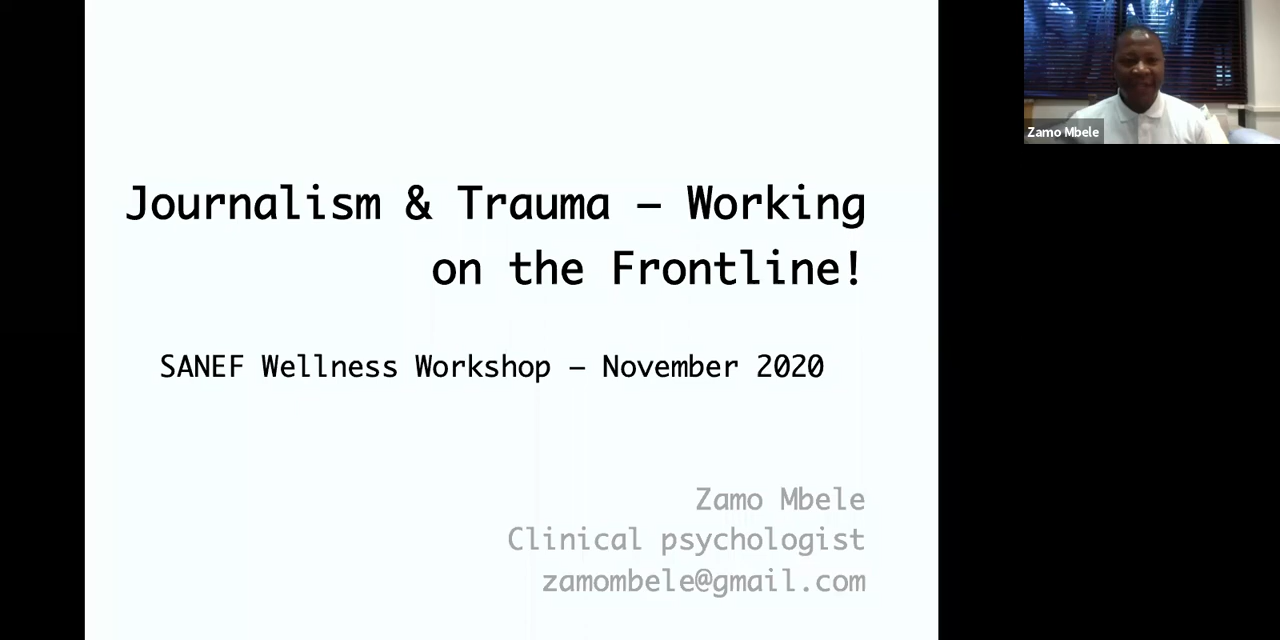 Journalism & Trauma – Working
on the Frontline!
SANEF Wellness Workshop – November 2020
Zamo Mbele
Clinical psychologist
zamombele@gmail.com
Zamo Mbele